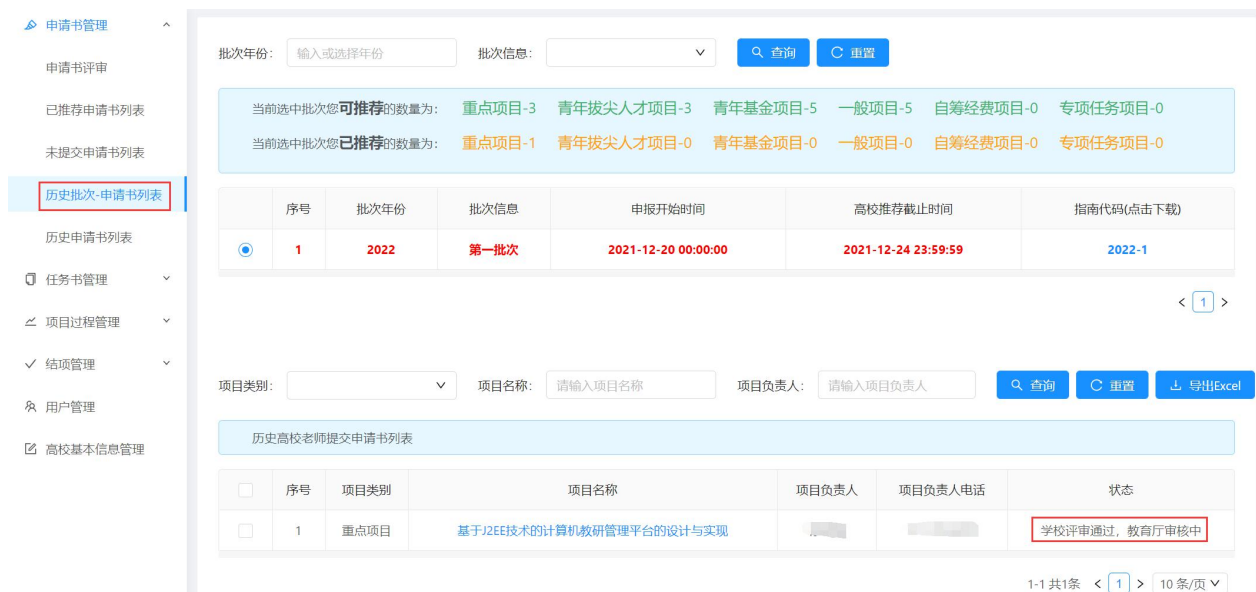 申请书管理
申请书评审
已推荐申请书列表
未提交申请书列表
历史批次-申请书列表
历史申请书列表
任务书管理
项目过程管理
结项管理
用户管理
高校基本信息管理
批次年份: 输入或选择年份 批次信息: 查询 重置
当前选中批次您可推荐的数量为: 重点项目-3 青年拔尖人才项目-3 青年基金项目-5 一般项目-5 自筹经费项目-0 专项任务项目-0
当前选中批次您已推荐的数量为: 重点项目-1 青年拔尖人才项目-0 青年基金项目-0 一般项目-0 自筹经费项目-0 专项任务项目-0
序号 批次年份 批次信息 申报开始时间 高校推荐截止时间 指南代码(点击下载)
1 2022 第一批次 2021-12-20 00:00:00 2021-12-24 23:59:59 2022-1
< 1 >
项目类别: 项目名称: 请输入项目名称 项目负责人: 请输入项目负责人 查询 重置 导出Excel
历史高校老师提交申请书列表
序号 项目类别 项目名称 项目负责人 项目负责人电话 状态
1 重点项目 基于J2EE技术的计算机教研管理平台的设计与实现 学校评审通过，教育厅审核中
1-1 共1条 < 1 > 10 条/页